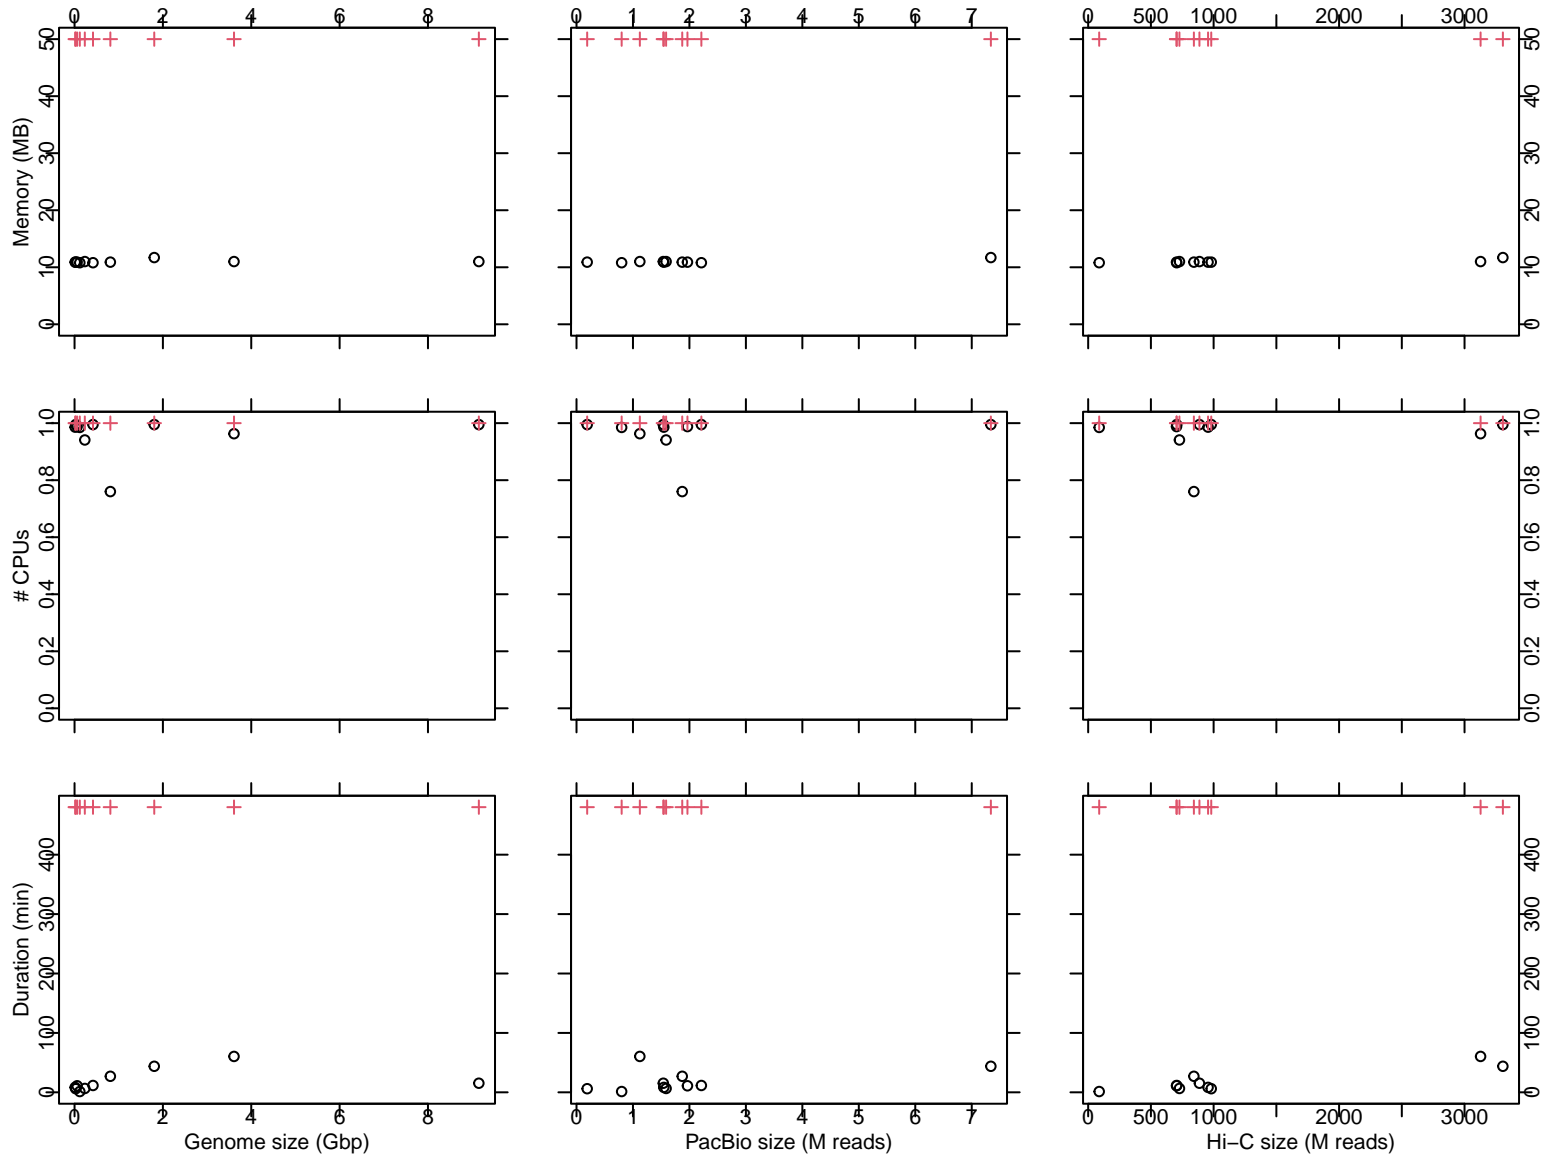 0 2 4 6 8 0 1 2 3 4 5 6 7 0 500 1000 2000 3000
Memory (MB)
0 10 20 30 40 50
0 10 20 30 40 50
# CPUs
0.0 0.2 0.4 0.6 0.8 1.0
0.0 0.2 0.4 0.6 0.8 1.0
Duration (min)
0 100 200 300 400
0 100 200 300 400
0 2 4 6 8 0 1 2 3 4 5 6 7 0 500 1000 2000 3000
Genome size (Gbp) PacBio size (M reads) Hi−C size (M reads)